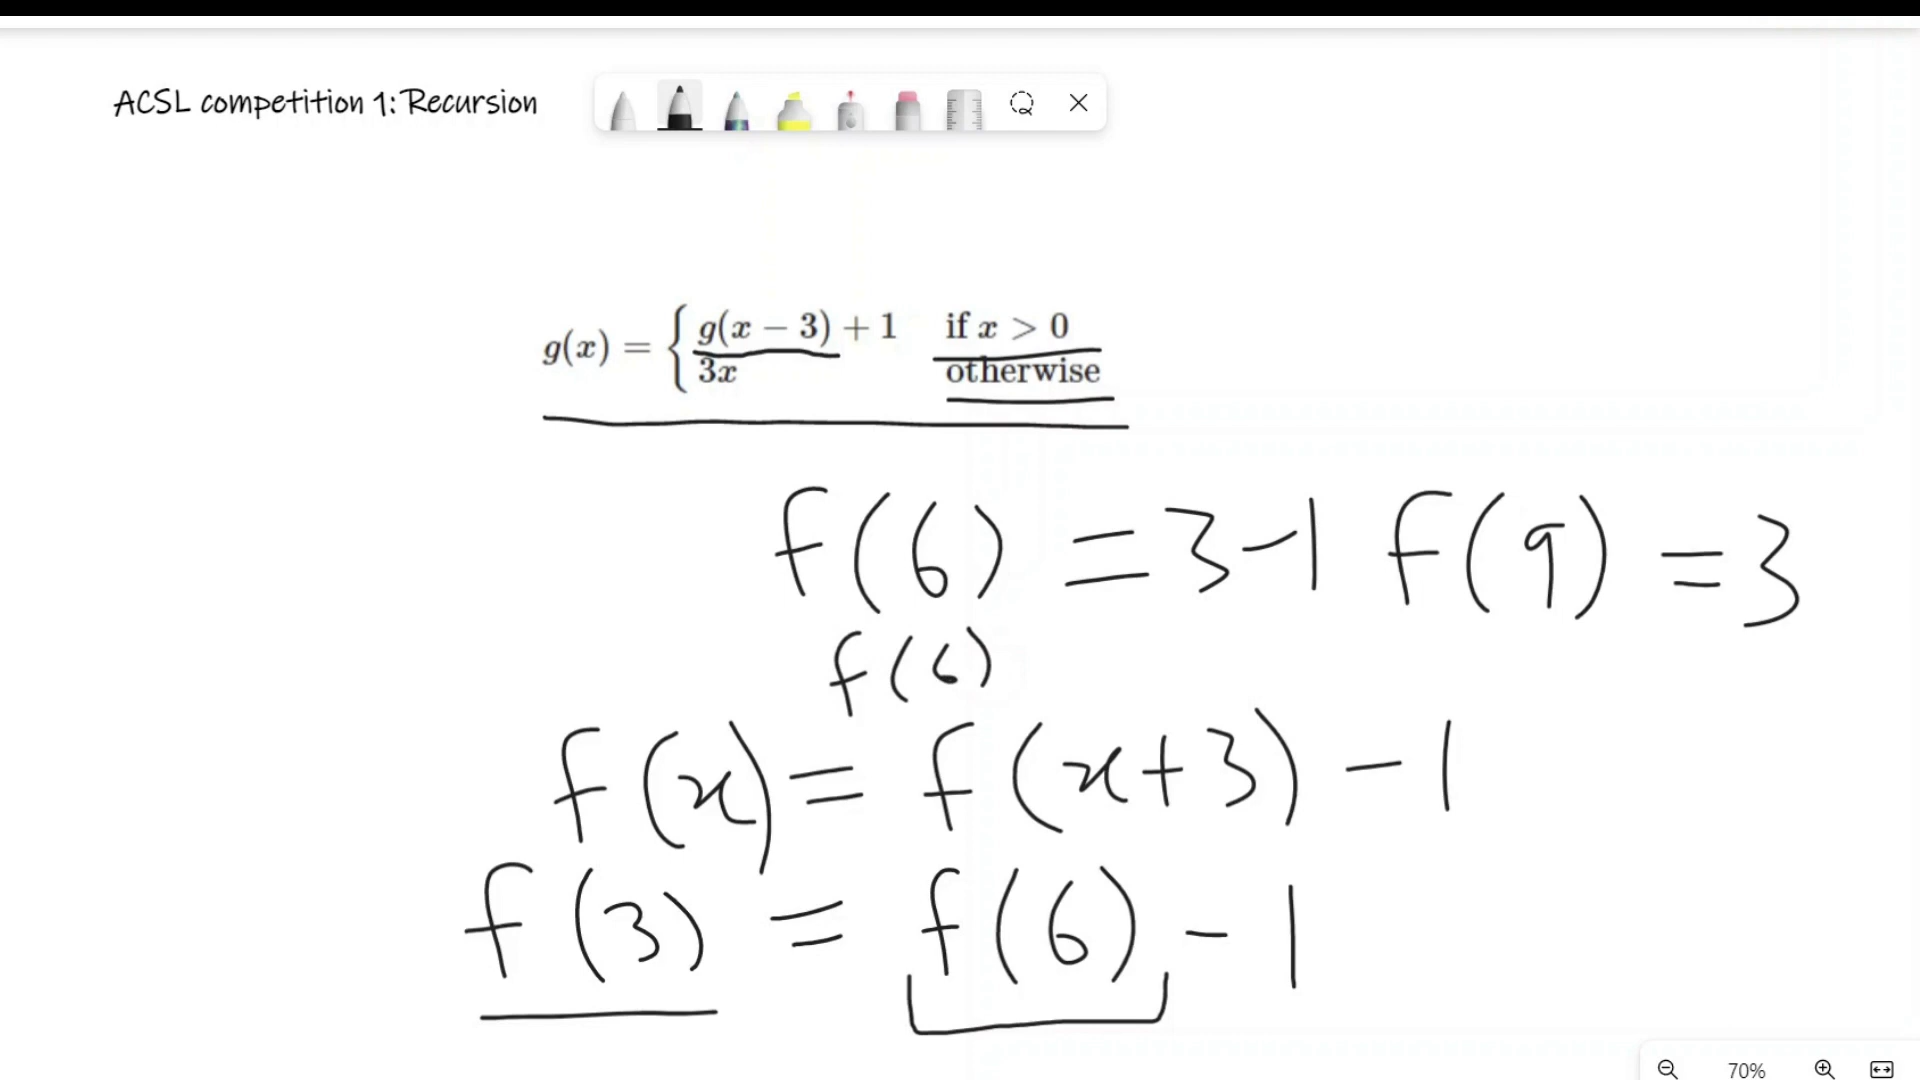 ACSL competition 1: Recursion
g(x) = { g(x − 3) + 1 if x > 0
3x otherwise
f(6) = 3-1 f(9) = 3
f(6)
f(x) = f(x+3) - 1
f(3) = f(6) - 1
70%